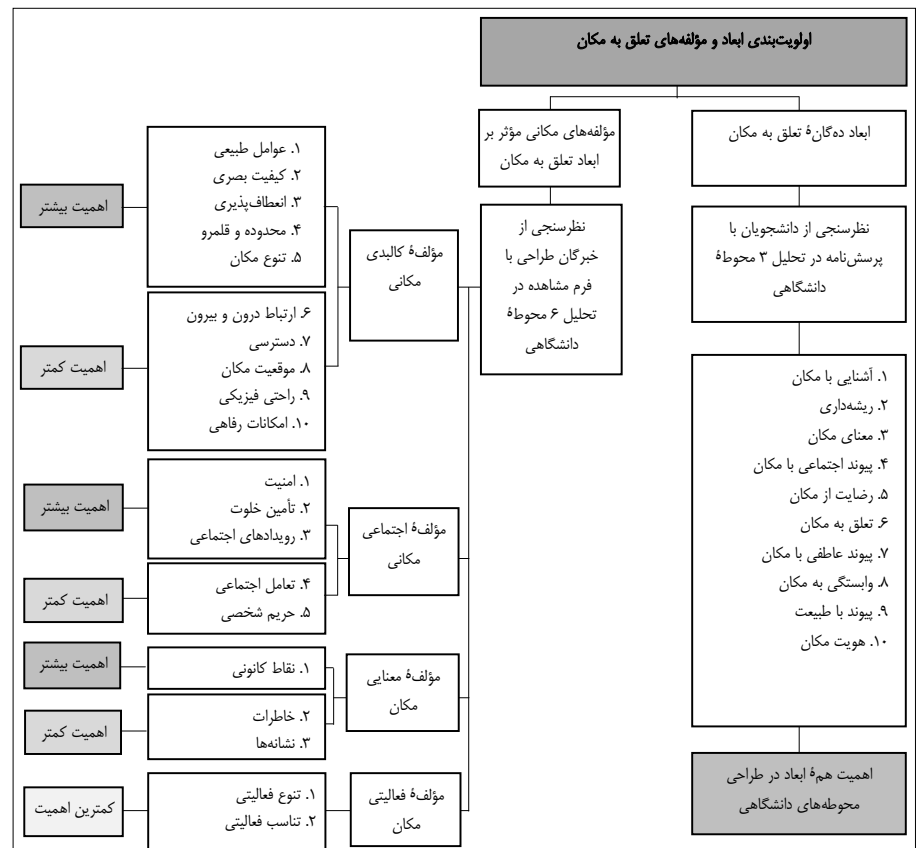 اولویت‌بندی ابعاد و مؤلفه‌های تعلق به مکان
ابعاد ده‌گانۀ تعلق به مکان
نظرسنجی از دانشجویان با
پرسش‌نامه در تحلیل ۳ محوطۀ
دانشگاهی
۱. آشنایی با مکان
۲. ریشه‌داری
۳. معنای مکان
۴. پیوند اجتماعی با مکان
۵. رضایت از مکان
۶. تعلق به مکان
۷. پیوند عاطفی با مکان
۸. وابستگی به مکان
۹. پیوند با طبیعت
۱۰. هویت مکان
اهمیت همۀ ابعاد در طراحی
محوطه‌های دانشگاهی
مؤلفه‌های مکانی مؤثر بر
ابعاد تعلق به مکان
نظرسنجی از
خبرگان طراحی با
فرم مشاهده در
تحلیل ۶ محوطۀ
دانشگاهی
مؤلفۀ کالبدی
مکانی
۱. عوامل طبیعی
۲. کیفیت بصری
۳. انعطاف‌پذیری
۴. محدوده و قلمرو
۵. تنوع مکان
اهمیت بیشتر
۶. ارتباط درون و بیرون
۷. دسترسی
۸. موقعیت مکان
۹. راحتی فیزیکی
۱۰. امکانات رفاهی
اهمیت کمتر
مؤلفۀ اجتماعی
مکانی
۱. امنیت
۲. تأمین خلوت
۳. رویدادهای اجتماعی
اهمیت بیشتر
۴. تعامل اجتماعی
۵. حریم شخصی
اهمیت کمتر
مؤلفۀ معنایی
مکان
۱. نقاط کانونی
اهمیت بیشتر
۲. خاطرات
۳. نشانه‌ها
اهمیت کمتر
مؤلفۀ فعالیتی
مکان
۱. تنوع فعالیتی
۲. تناسب فعالیتی
کمترین اهمیت